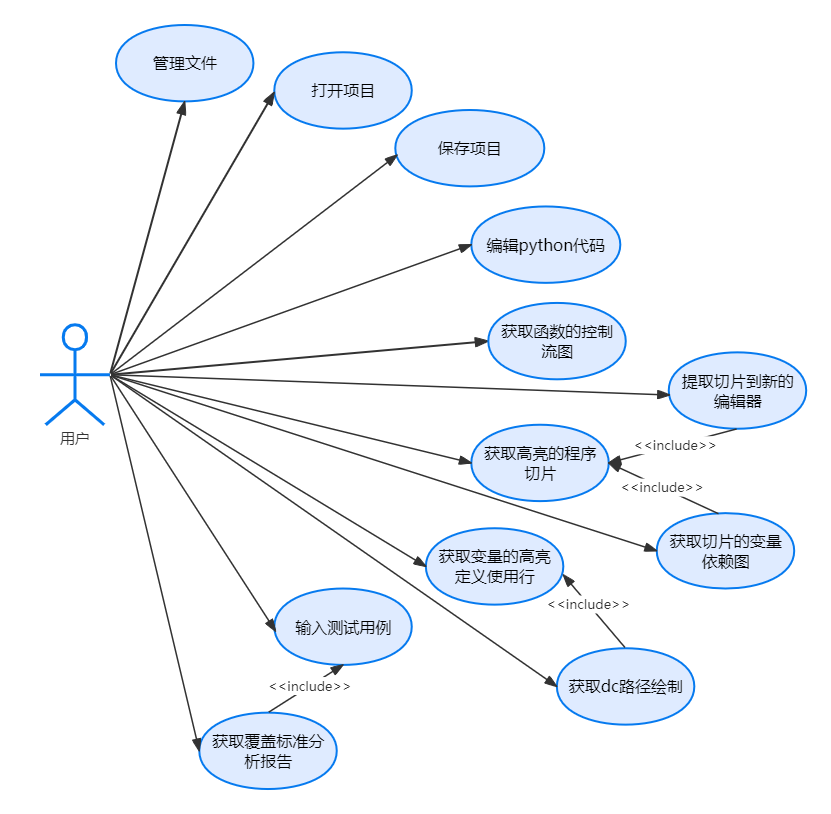 管理文件
打开项目
保存项目
编辑python代码
获取函数的控制
流图
提取切片到新的
编辑器
用户
<<include>>
获取高亮的程序
切片
<<include>>
获取切片的变量
依赖图
获取变量的高亮
定义使用行
<<include>>
输入测试用例
<<include>>
获取dc路径绘制
获取覆盖标准分
析报告